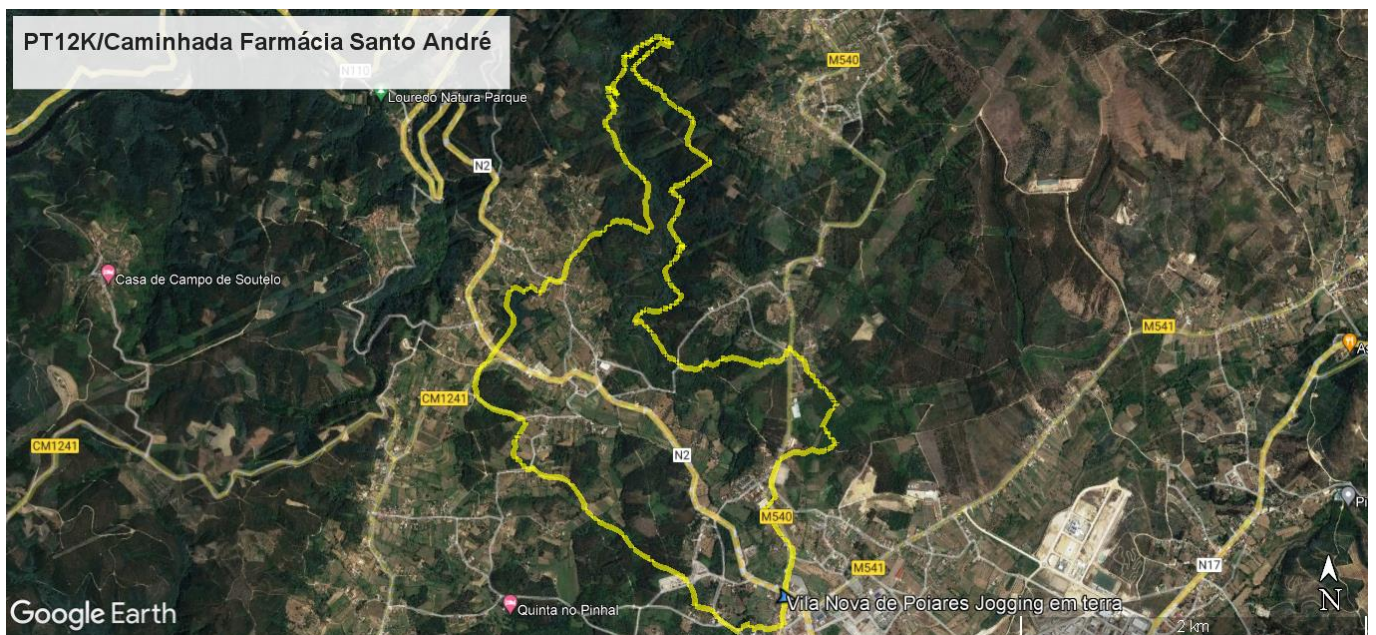 PT12K/Caminhada Farmácia Santo André
N110
M540
Louredo Natura Parque
N2
Casa de Campo de Soutelo
M541
CM1241
CM1241
N2
M540
M541
N17
Vila Nova de Poiares Jogging em terra
Quinta no Pinhal
N
2 km
Google Earth